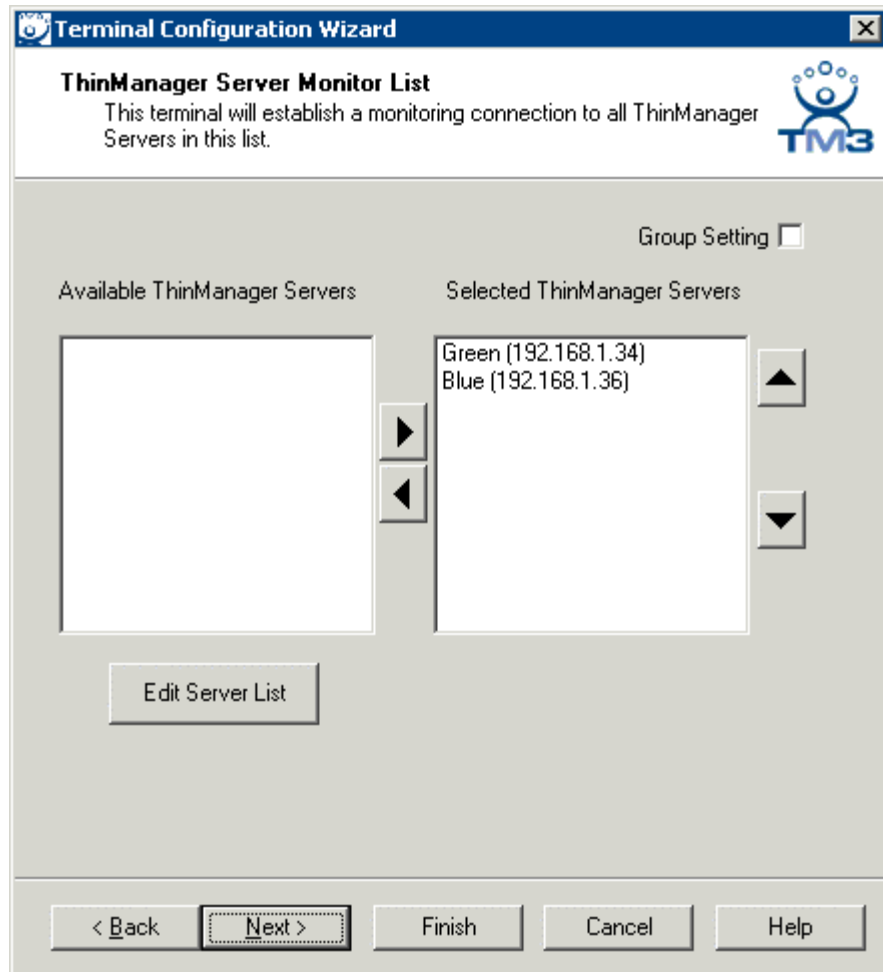 Terminal Configuration Wizard
ThinManager Server Monitor List
This terminal will establish a monitoring connection to all ThinManager
Servers in this list.
TM3
Group Setting
Available ThinManager Servers
Selected ThinManager Servers
Green (192.168.1.34)
Blue (192.168.1.36)
Edit Server List
< Back
Next >
Finish
Cancel
Help